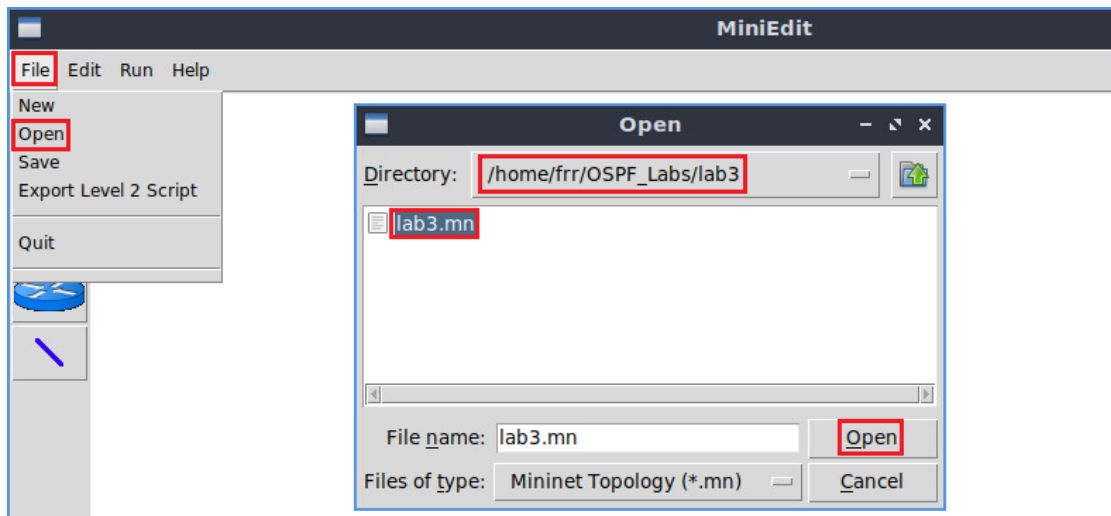 MiniEdit
File Edit Run Help
New
Open
Save
Export Level 2 Script
Quit
Open
Directory: /home/frr/OSPF_Labs/lab3
lab3.mn
File name: lab3.mn Open
Files of type: Mininet Topology (*.mn) Cancel